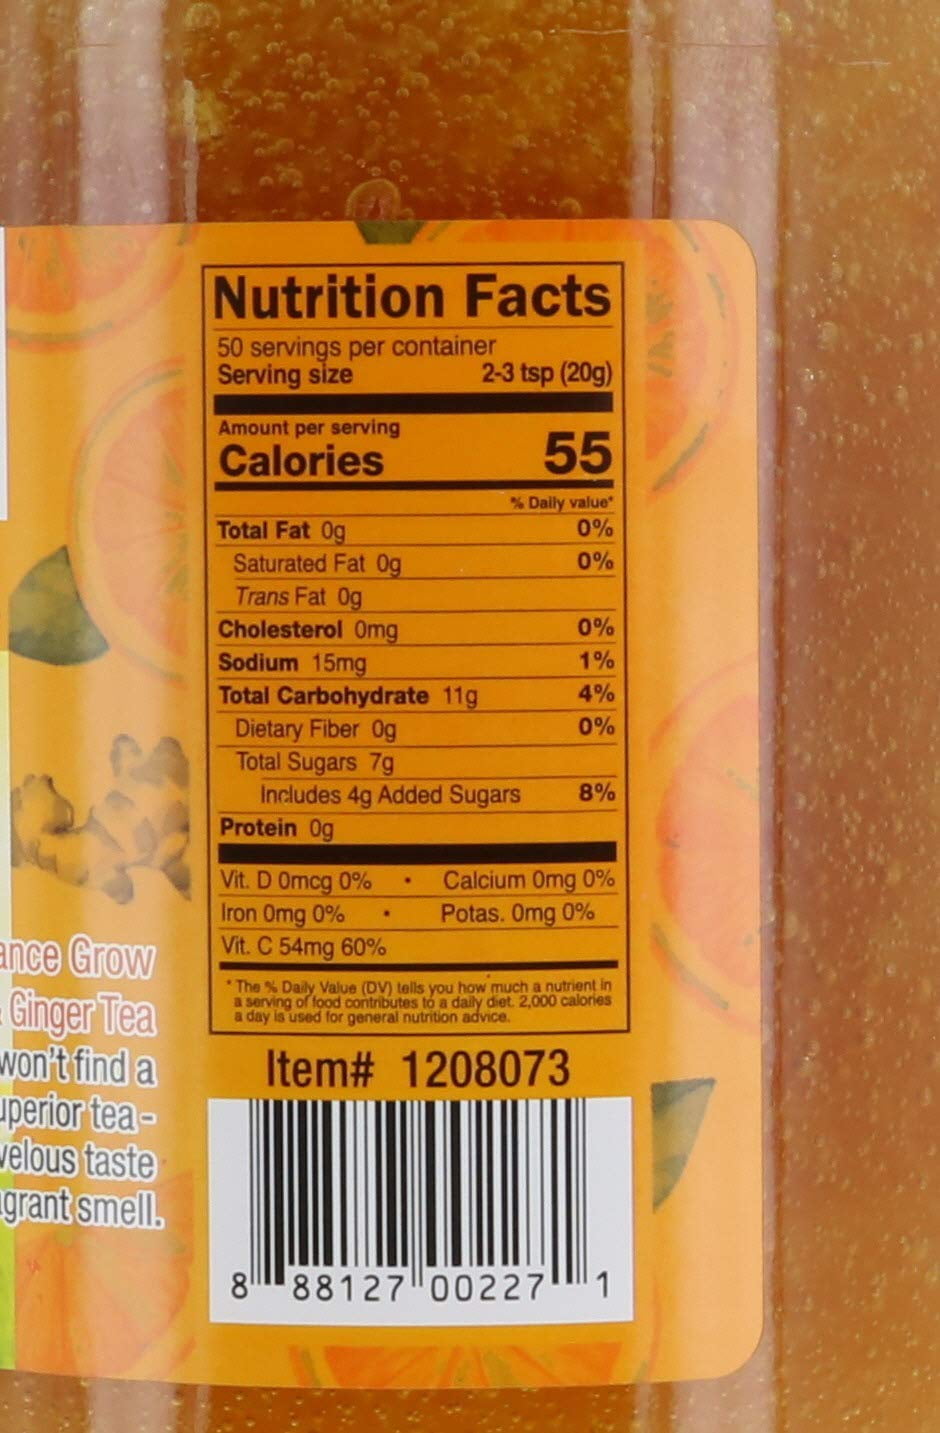 ance Grow
Ginger Tea
won't find a
uperior tea -
velous taste
agrant smell.
Nutrition Facts
50 servings per container
Serving size 2-3 tsp (20g)
Amount per serving
Calories 55
% Daily value*
Total Fat 0g 0%
Saturated Fat 0g 0%
Trans Fat 0g
Cholesterol 0mg 0%
Sodium 15mg 1%
Total Carbohydrate 11g 4%
Dietary Fiber 0g 0%
Total Sugars 7g
Includes 4g Added Sugars 8%
Protein 0g
Vit. D 0mcg 0% • Calcium 0mg 0%
Iron 0mg 0% • Potas. 0mg 0%
Vit. C 54mg 60%
* The % Daily Value (DV) tells you how much a nutrient in
a serving of food contributes to a daily diet. 2,000 calories
a day is used for general nutrition advice.
Item# 1208073
8 88127 00227 1